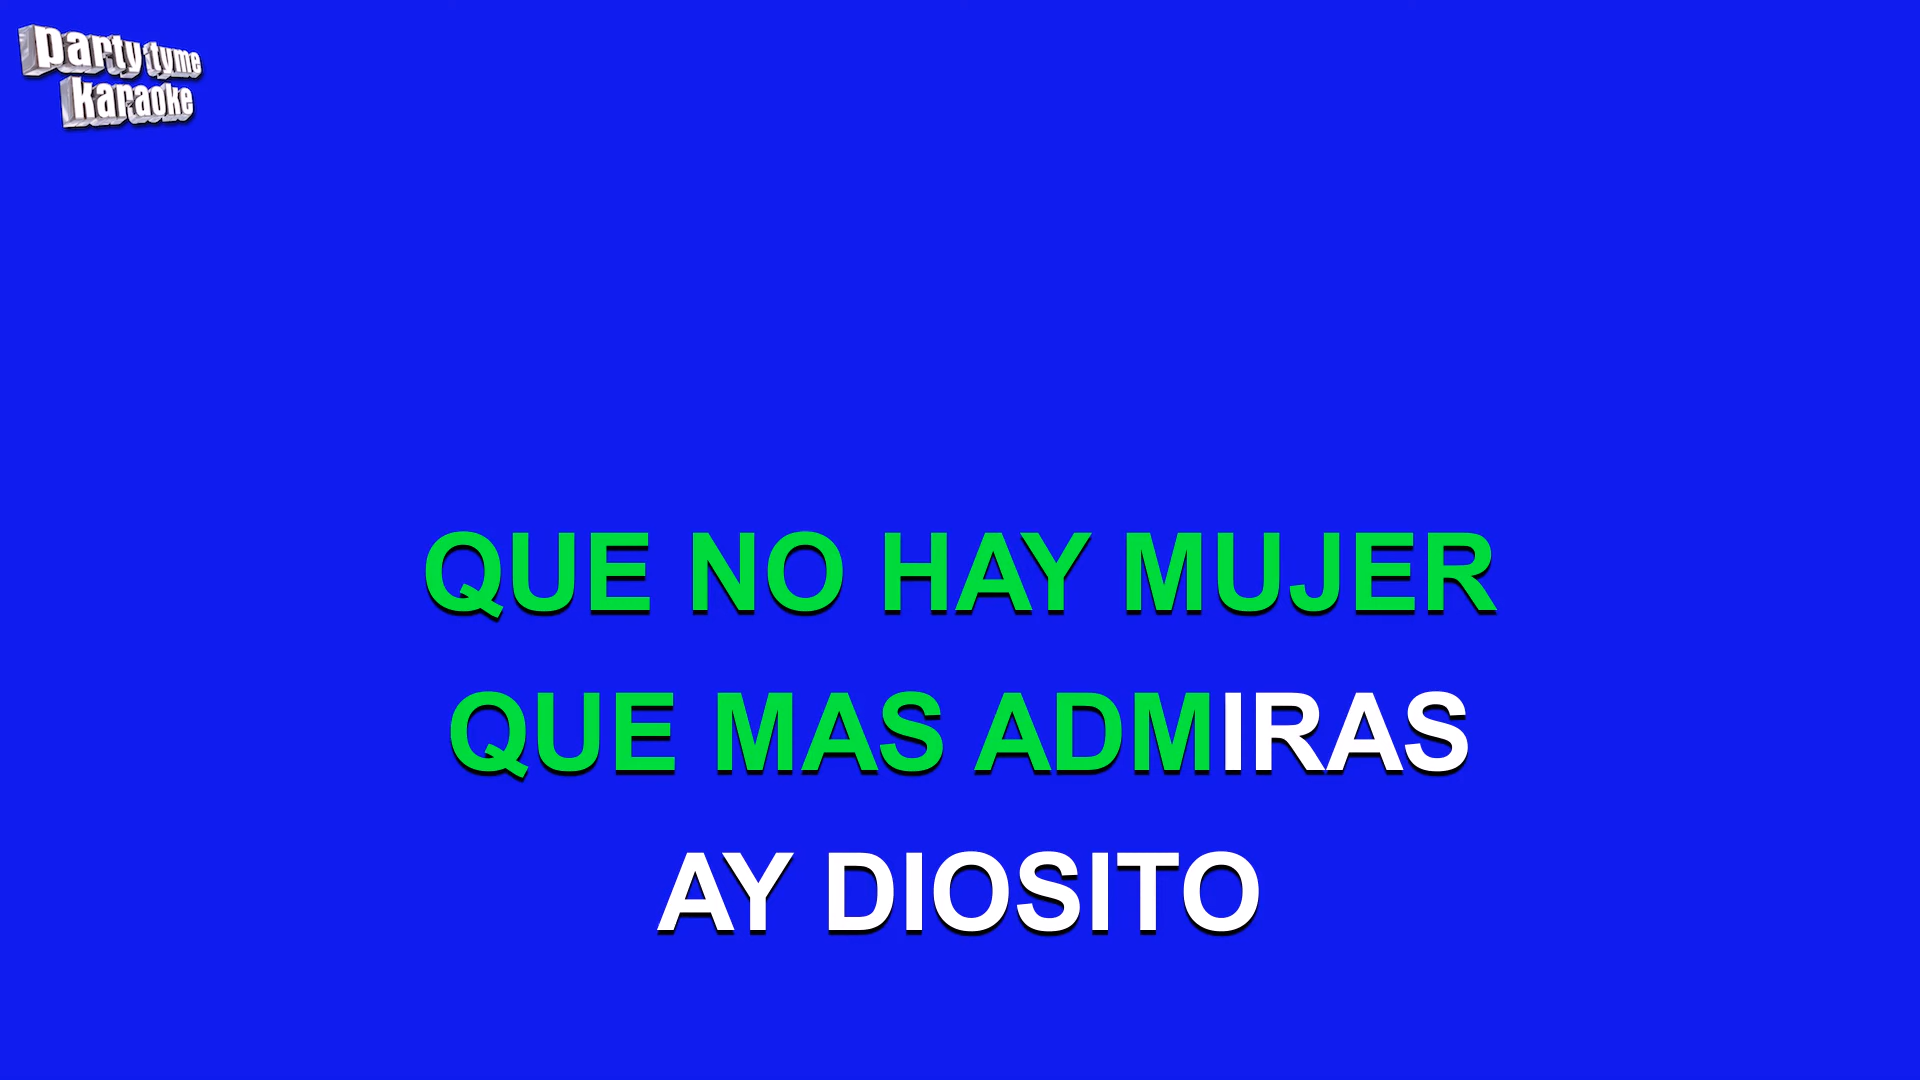 party tyme
karaoke
QUE NO HAY MUJER
QUE MAS ADMIRAS
AY DIOSITO